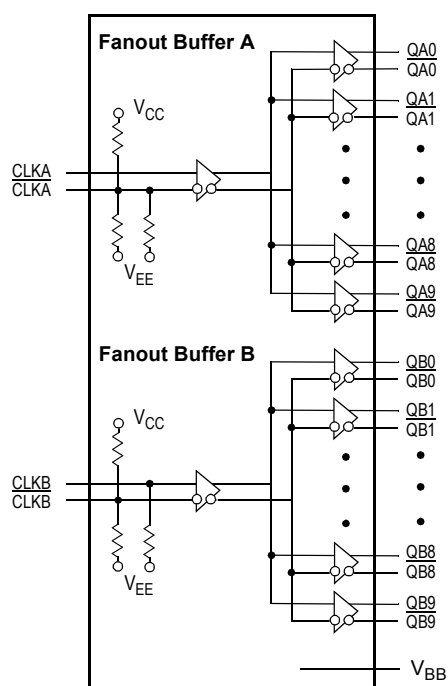 Fanout Buffer A
QA0
QA0
QA1
QA1
VCC
CLKA
CLKA
VEE
QA8
QA8
QA9
QA9
Fanout Buffer B
QB0
QB0
QB1
QB1
VCC
CLKB
CLKB
VEE
QB8
QB8
QB9
QB9
VBB